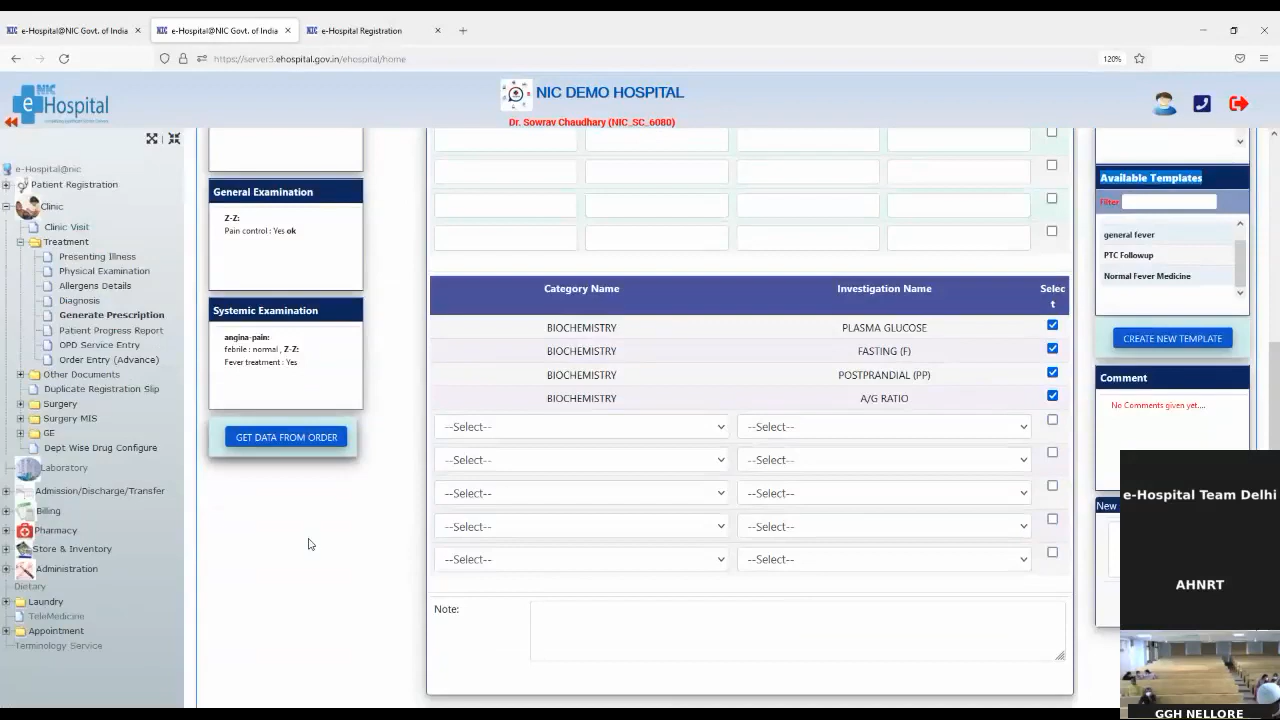 e-Hospital@NIC Govt. of India
e-Hospital@NIC Govt. of India
e-Hospital Registration
https://server3.ehospital.gov.in/ehospital/home
120%
NIC
eHospital
NIC DEMO HOSPITAL
Dr. Sowrav Chaudhary (NIC_SC_6080)
e-Hospital@nic
Patient Registration
Clinic
Clinic Visit
Treatment
Presenting Illness
Physical Examination
Allergens Details
Diagnosis
Generate Prescription
Patient Progress Report
OPD Service Entry
Order Entry (Advance)
Other Documents
Duplicate Registration Slip
Surgery
Surgery MIS
GE
Dept Wise Drug Configure
Laboratory
Admission/Discharge/Transfer
Billing
Pharmacy
Store & Inventory
Administration
Dietary
Laundry
TeleMedicine
Appointment
Terminology Service
General Examination
Z-Z:
Pain control : Yes ok
Systemic Examination
angina-pain:
febrile : normal , Z-Z:
Fever treatment : Yes
GET DATA FROM ORDER
Category Name Investigation Name Select
BIOCHEMISTRY PLASMA GLUCOSE
BIOCHEMISTRY FASTING (F)
BIOCHEMISTRY POSTPRANDIAL (PP)
BIOCHEMISTRY A/G RATIO
--Select-- --Select--
--Select-- --Select--
--Select-- --Select--
--Select-- --Select--
--Select-- --Select--
Note:
Available Templates
Filter
general fever
PTC Followup
Normal Fever Medicine
CREATE NEW TEMPLATE
Comment
No Comments given yet....
New
e-Hospital Team Delhi
AHNRT
GGH NELLORE